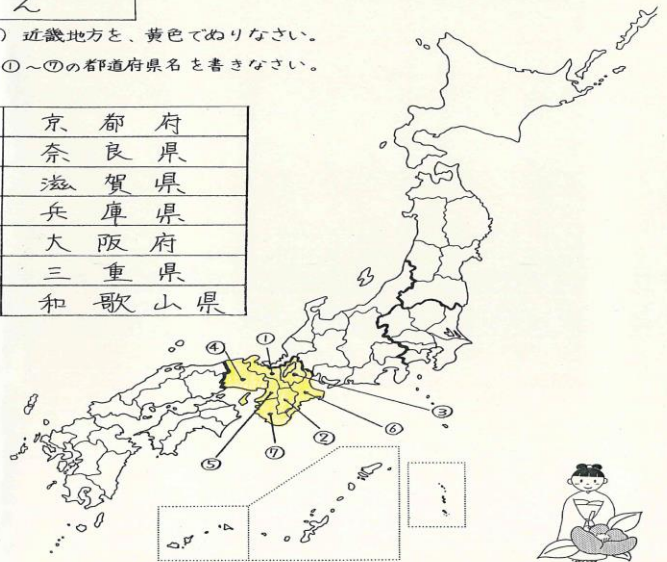 ) 近畿地方を、黄色でぬりなさい。
①〜⑦の都道府県名を書きなさい。
京都府
奈良県
滋賀県
兵庫県
大阪府
三重県
和歌山県
④
①
③
⑥
②
⑦
⑤